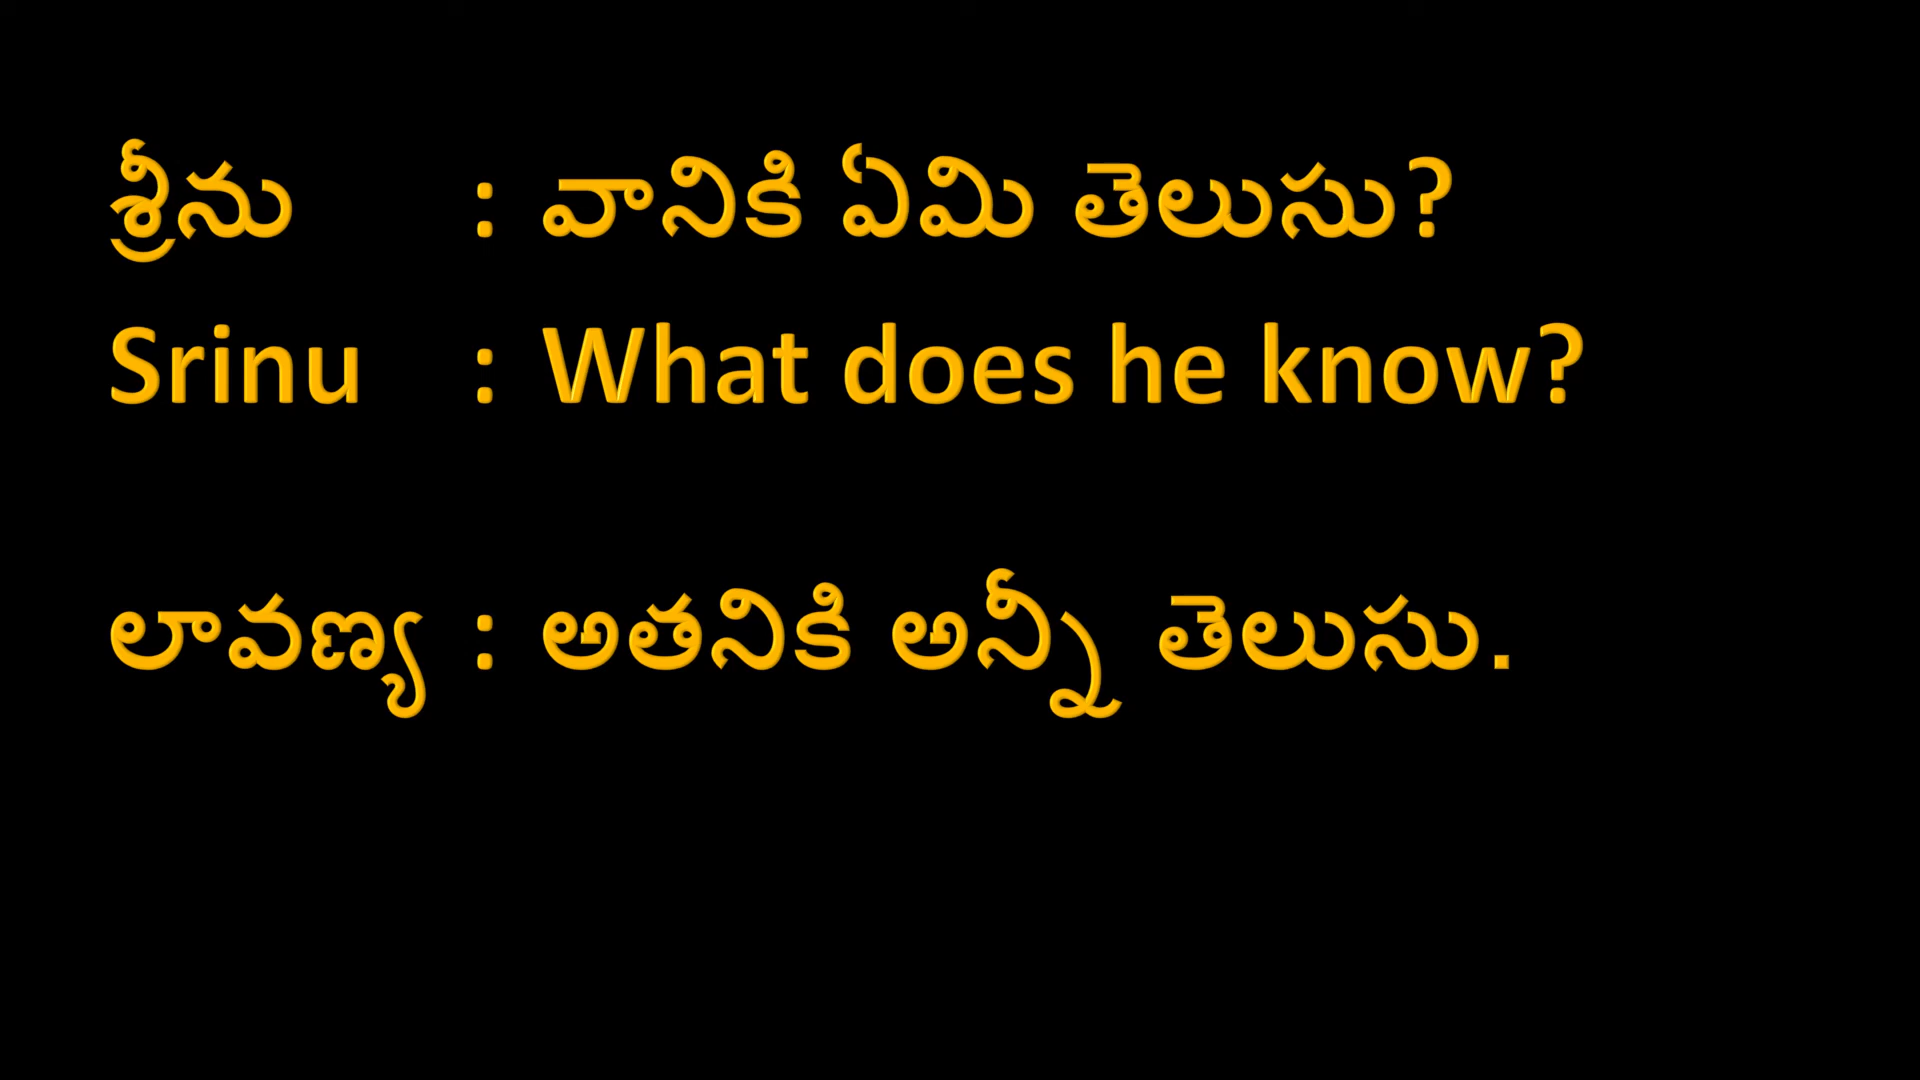 శ్రీను : వానికి ఏమి తెలుసు?
Srinu : What does he know?
లావణ్య : అతనికి అన్నీ తెలుసు.